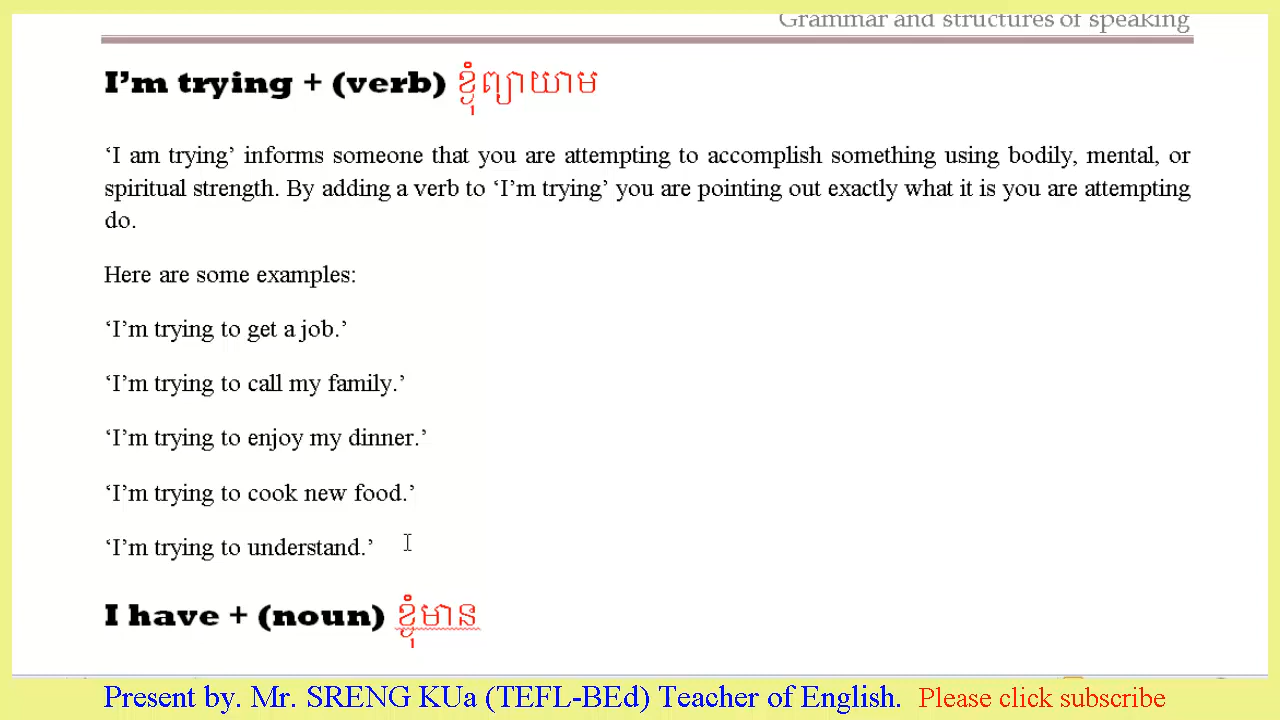 Grammar and structures of speaking
I’m trying + (verb) ខ្ញុំព្យាយាម
‘I am trying’ informs someone that you are attempting to accomplish something using bodily, mental, or
spiritual strength. By adding a verb to ‘I’m trying’ you are pointing out exactly what it is you are attempting
do.
Here are some examples:
‘I’m trying to get a job.’
‘I’m trying to call my family.’
‘I’m trying to enjoy my dinner.’
‘I’m trying to cook new food.’
‘I’m trying to understand.’
I have + (noun) ខ្ញុំមាន
Present by. Mr. SRENG KUa (TEFL-BEd) Teacher of English. Please click subscribe